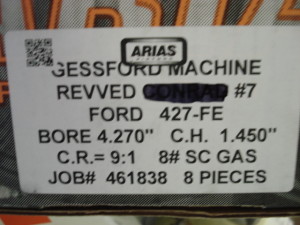 ARIAS
GESSFORD MACHINE
REVVED #7
FORD 427-FE
BORE 4.270" C.H. 1.450"
C.R.= 9:1 8# SC GAS
JOB# 461838 8 PIECES